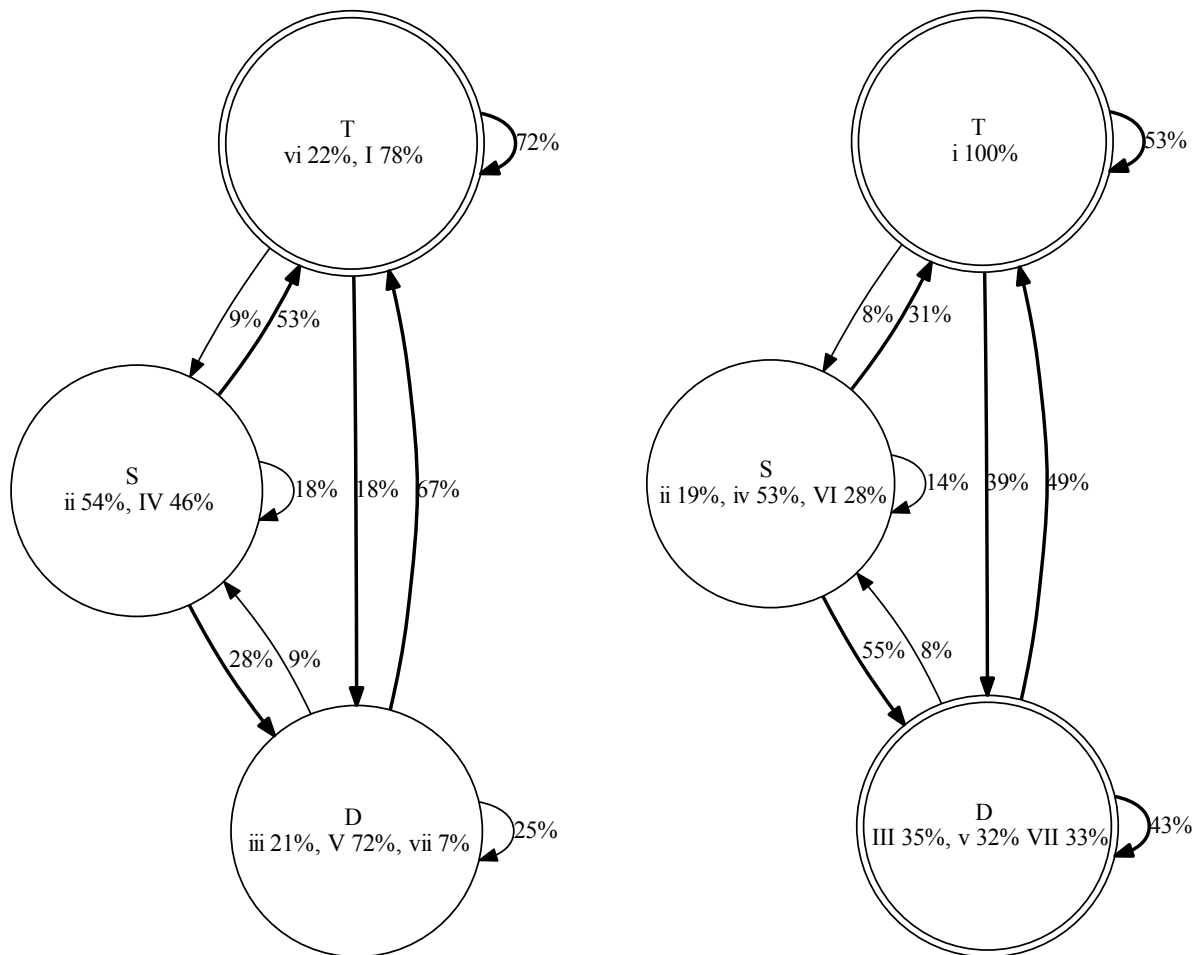 T
vi 22%, I 78%
72%
9%
53%
S
ii 54%, IV 46%
18%
18%
67%
28%
9%
D
iii 21%, V 72%, vii 7%
25%
T
i 100%
53%
8%
31%
S
ii 19%, iv 53%, VI 28%
14%
39%
49%
55%
8%
D
III 35%, v 32% VII 33%
43%